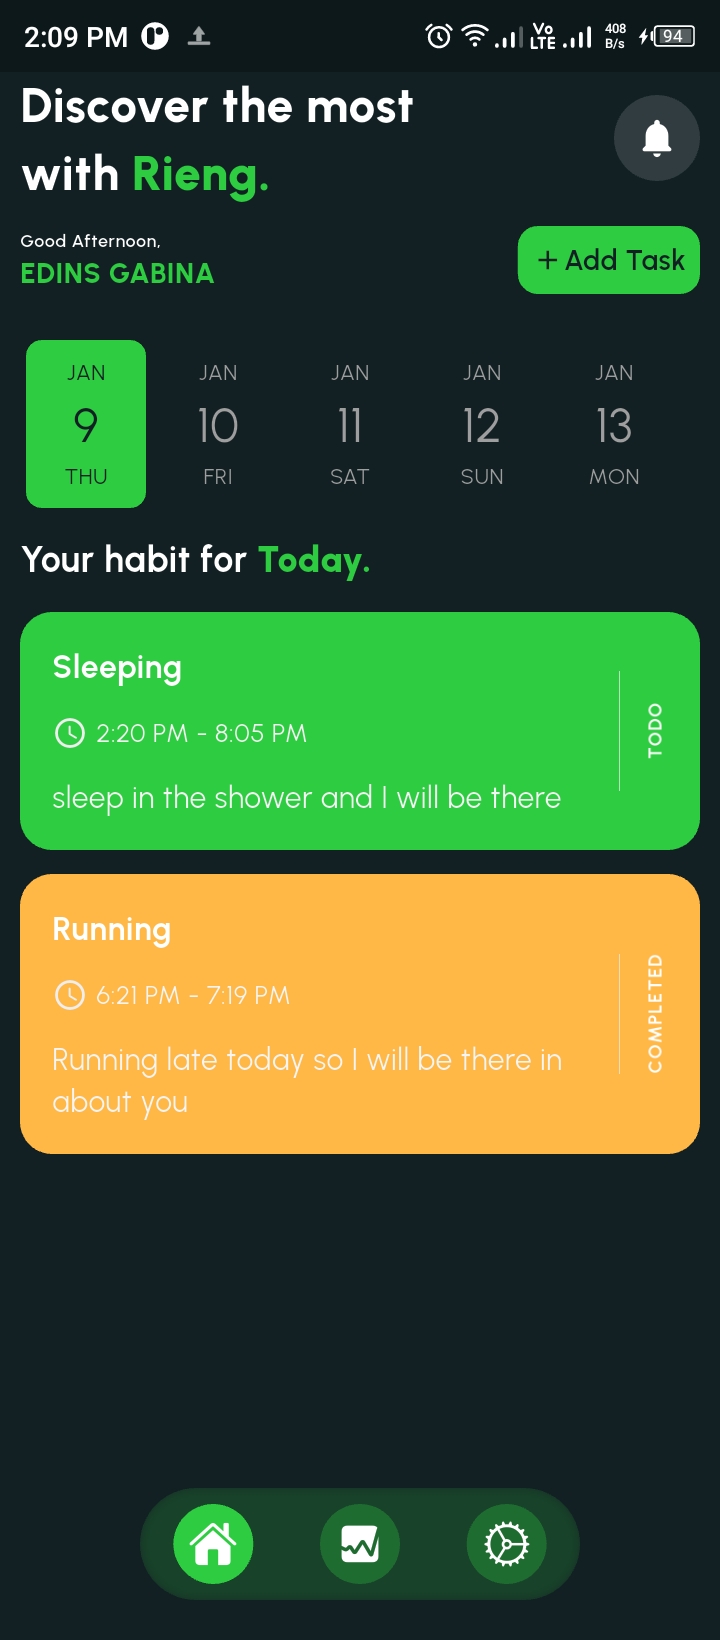 2:09 PM
Vo
LTE
408
B/s
94
Discover the most
with Rieng.
Good Afternoon,
EDINS GABINA
+ Add Task
JAN
9
THU
JAN
10
FRI
JAN
11
SAT
JAN
12
SUN
JAN
13
MON
Your habit for Today.
Sleeping
2:20 PM - 8:05 PM
sleep in the shower and I will be there
TODO
Running
6:21 PM - 7:19 PM
Running late today so I will be there in
about you
COMPLETED